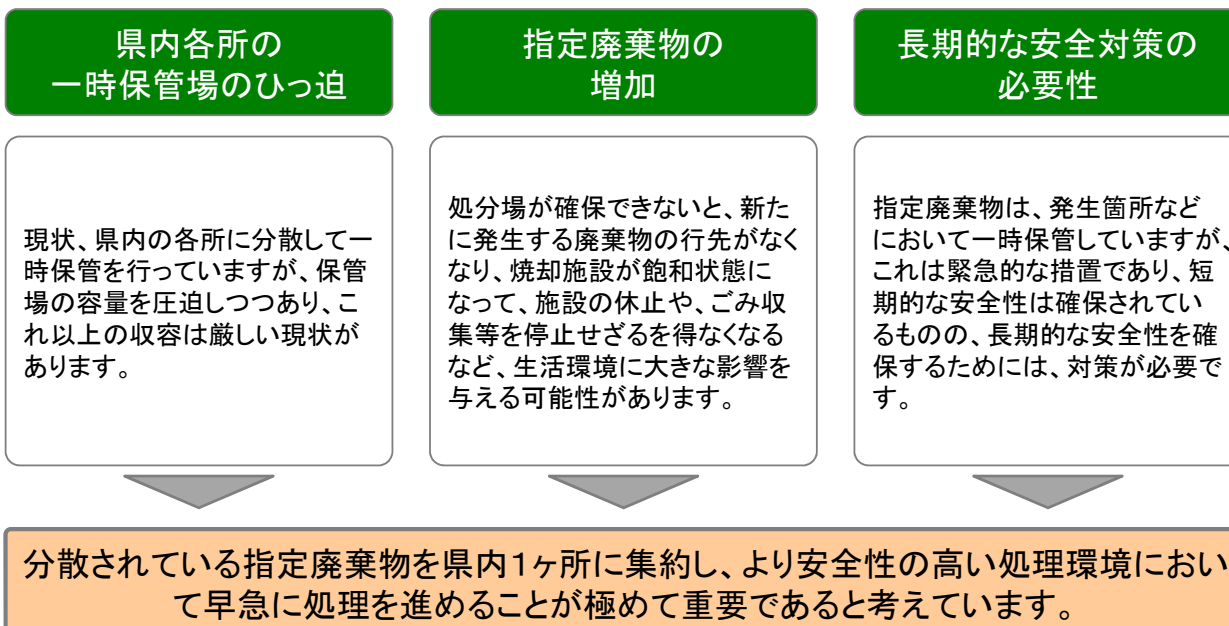 県内各所の
一時保管場のひっ迫
指定廃棄物の
増加
長期的な安全対策の
必要性
現状、県内の各所に分散して一
時保管を行っていますが、保管
場の容量を圧迫しつつあり、こ
れ以上の収容は厳しい現状が
あります。
処分場が確保できないと、新た
に発生する廃棄物の行先がなく
なり、焼却施設が飽和状態に
なって、施設の休止や、ごみ収
集等を停止せざるを得なくなる
など、生活環境に大きな影響を
与える可能性があります。
指定廃棄物は、発生箇所など
において一時保管していますが、
これは緊急的な措置であり、短
期的な安全性は確保されてい
るものの、長期的な安全性を確
保するためには、対策が必要で
す。
分散されている指定廃棄物を県内1ヶ所に集約し、より安全性の高い処理環境におい
て早急に処理を進めることが極めて重要であると考えています。